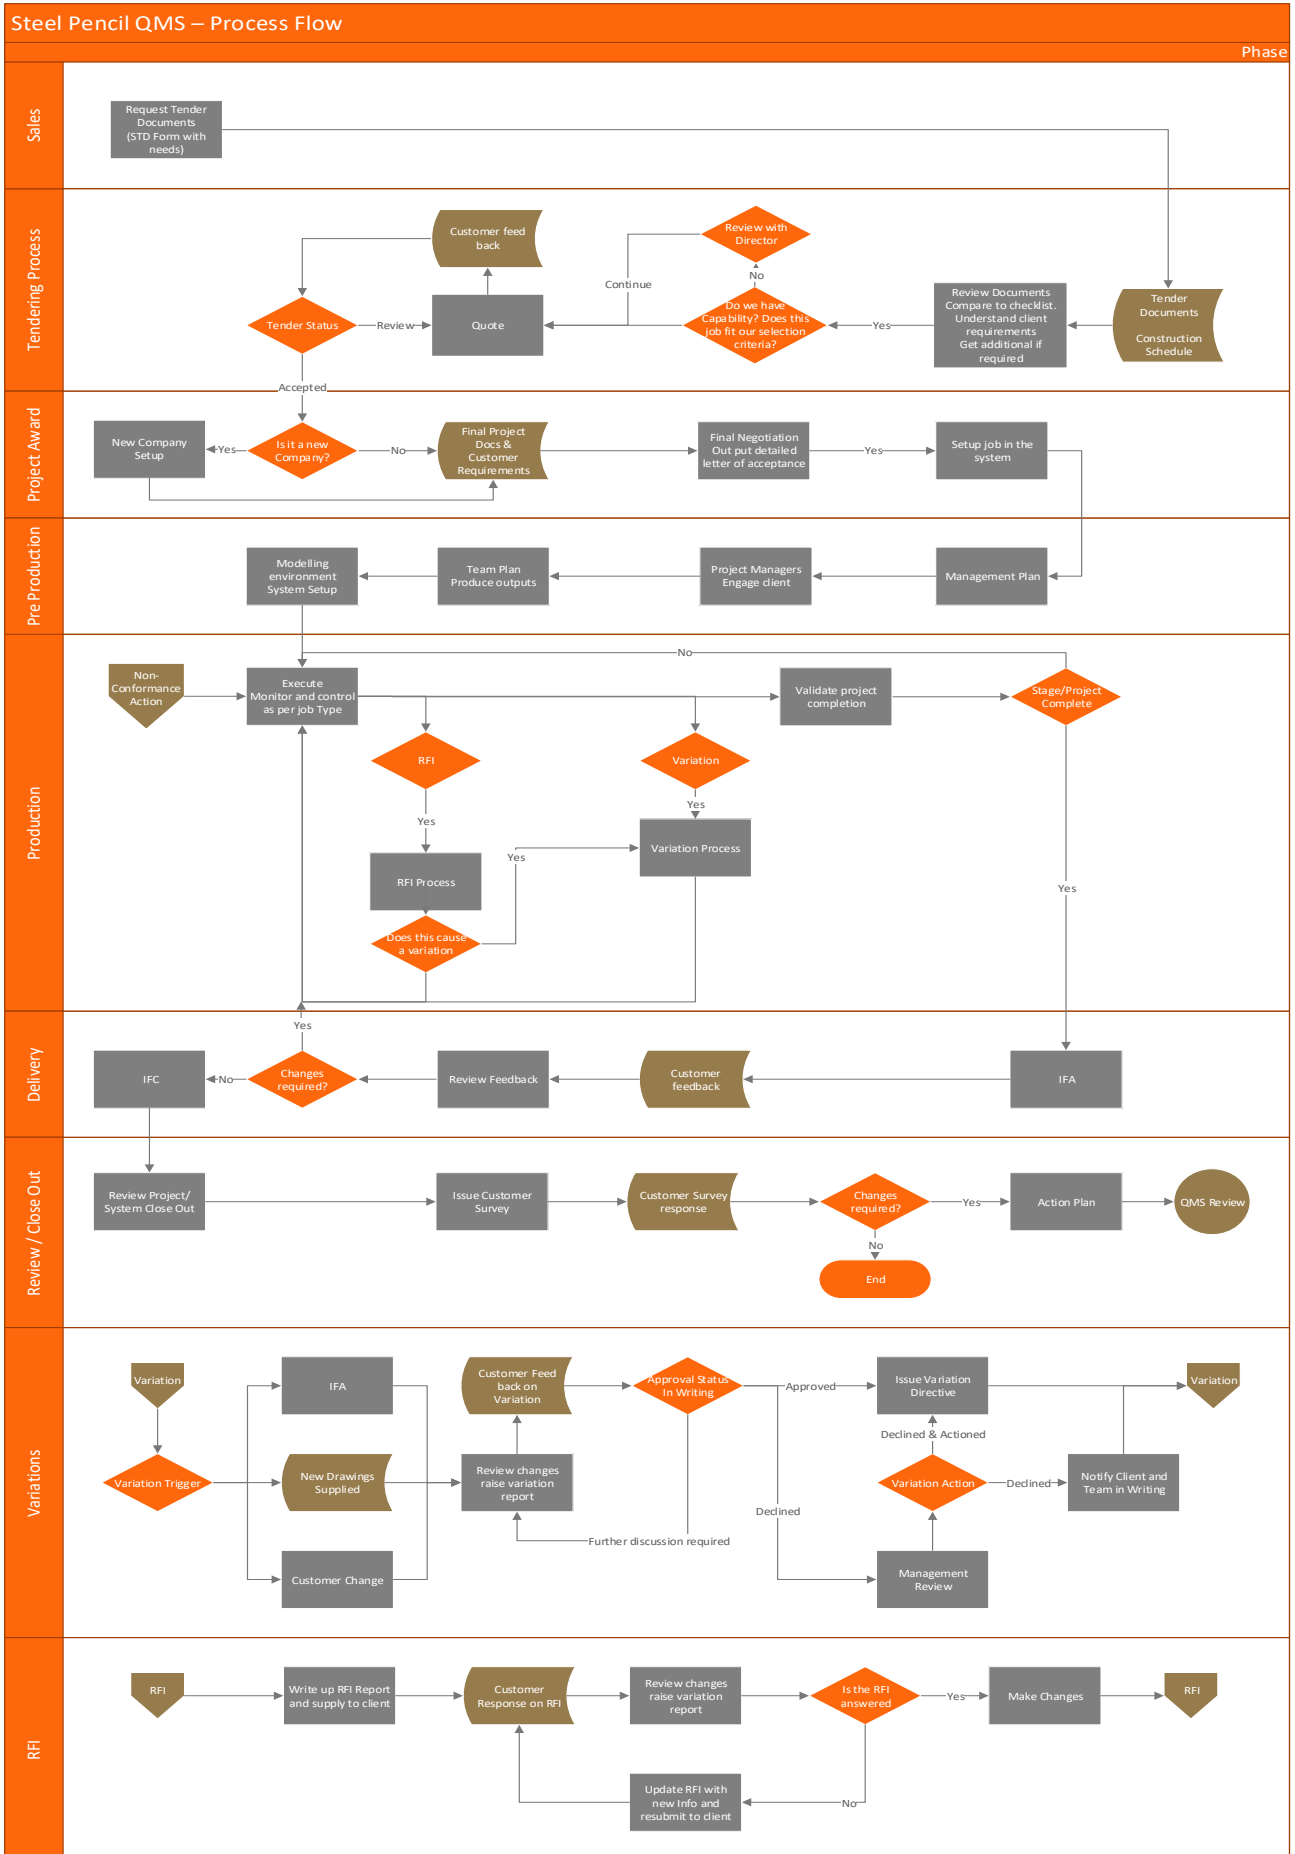 Steel Pencil QMS – Process Flow
Phase
Sales
Request Tender
Documents
(STD Form with
needs)
Tendering Process
Customer feed
back
Review with
Director
Continue
No
Tender Status
Review
Quote
Do we have
Capability? Does this
job fit our selection
criteria?
Yes
Review Documents
Compare to checklist.
Understand client
requirements
Get additional if
required
Tender
Documents
Construction
Schedule
Accepted
Project Award
New Company
Setup
Yes
Is it a new
Company?
No
Final Project
Docs &
Customer
Requirements
Final Negotiation
Out put detailed
letter of acceptance
Yes
Setup job in the
system
Pre Production
Modelling
environment
System Setup
Team Plan
Produce outputs
Project Managers
Engage client
Management Plan
Production
No
Non-
Conformance
Action
Execute
Monitor and control
as per job Type
Validate project
completion
Stage/Project
Complete
RFI
Variation
Yes
Yes
Variation Process
Yes
RFI Process
Yes
Does this cause
a variation
Delivery
Yes
IFC
No
Changes
required?
Review Feedback
Customer
feedback
IFA
Review / Close Out
Review Project/
System Close Out
Issue Customer
Survey
Customer Survey
response
Changes
required?
Yes
Action Plan
QMS Review
No
End
Variations
Variation
IFA
Customer Feed
back on
Variation
Approval Status
In Writing
Approved
Issue Variation
Directive
Variation
Declined & Actioned
Variation Trigger
New Drawings
Supplied
Review changes
raise variation
report
Variation Action
Declined
Notify Client and
Team in Writing
Declined
Further discussion required
Customer Change
Management
Review
RFI
RFI
Write up RFI Report
and supply to client
Customer
Response on RFI
Review changes
raise variation
report
Is the RFI
answered
Yes
Make Changes
RFI
Update RFI with
new Info and
resubmit to client
No